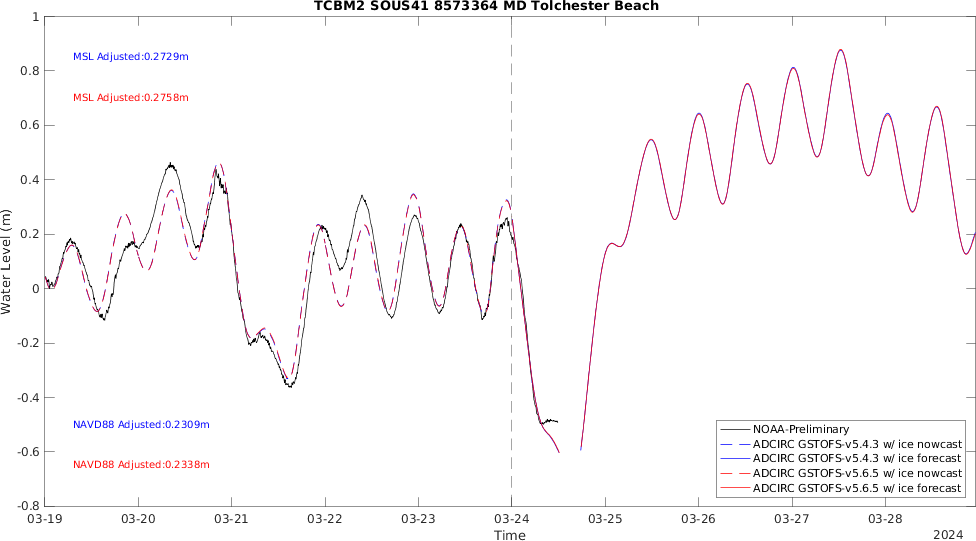 TCBM2 SOUS41 8573364 MD Tolchester Beach
1
0.8
0.6
0.4
0.2
0
-0.2
-0.4
-0.6
-0.8
Water Level (m)
MSL Adjusted:0.2729m
MSL Adjusted:0.2758m
NAVD88 Adjusted:0.2309m
NAVD88 Adjusted:0.2338m
NOAA-Preliminary
ADCIRC GSTOFS-v5.4.3 w/ ice nowcast
ADCIRC GSTOFS-v5.4.3 w/ ice forecast
ADCIRC GSTOFS-v5.6.5 w/ ice nowcast
ADCIRC GSTOFS-v5.6.5 w/ ice forecast
03-19 03-20 03-21 03-22 03-23 03-24 03-25 03-26 03-27 03-28
Time
2024